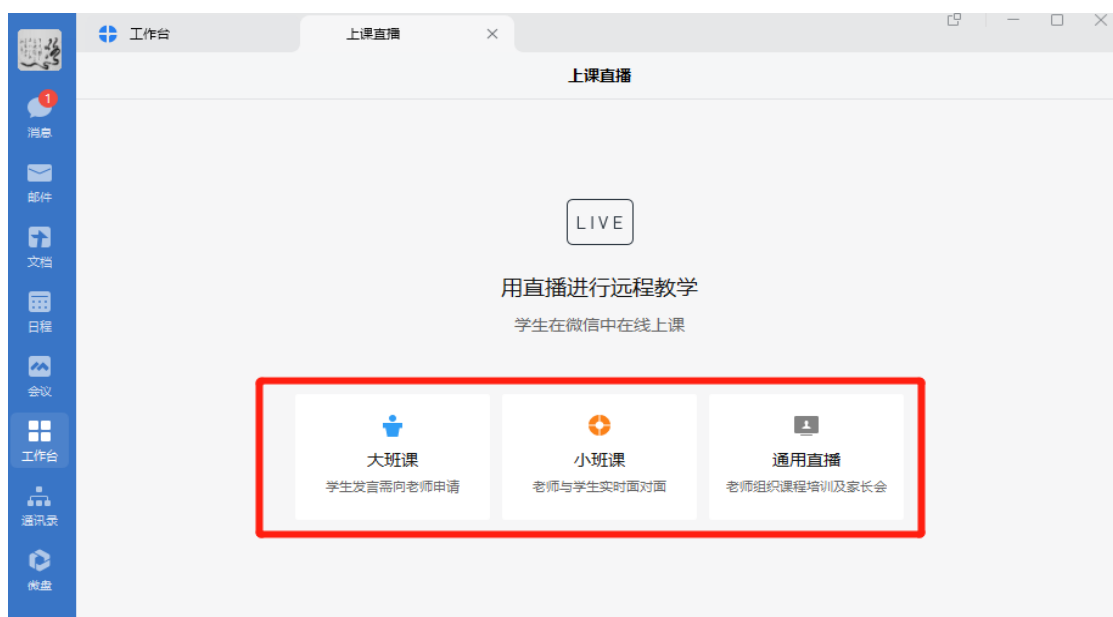 工作台
上课直播
上课直播
1
消息
邮件
文档
日程
会议
工作台
通讯录
微盘
LIVE
用直播进行远程教学
学生在微信中在线上课
大班课
学生发言需向老师申请
小班课
老师与学生实时面对面
通用直播
老师组织课程培训及家长会